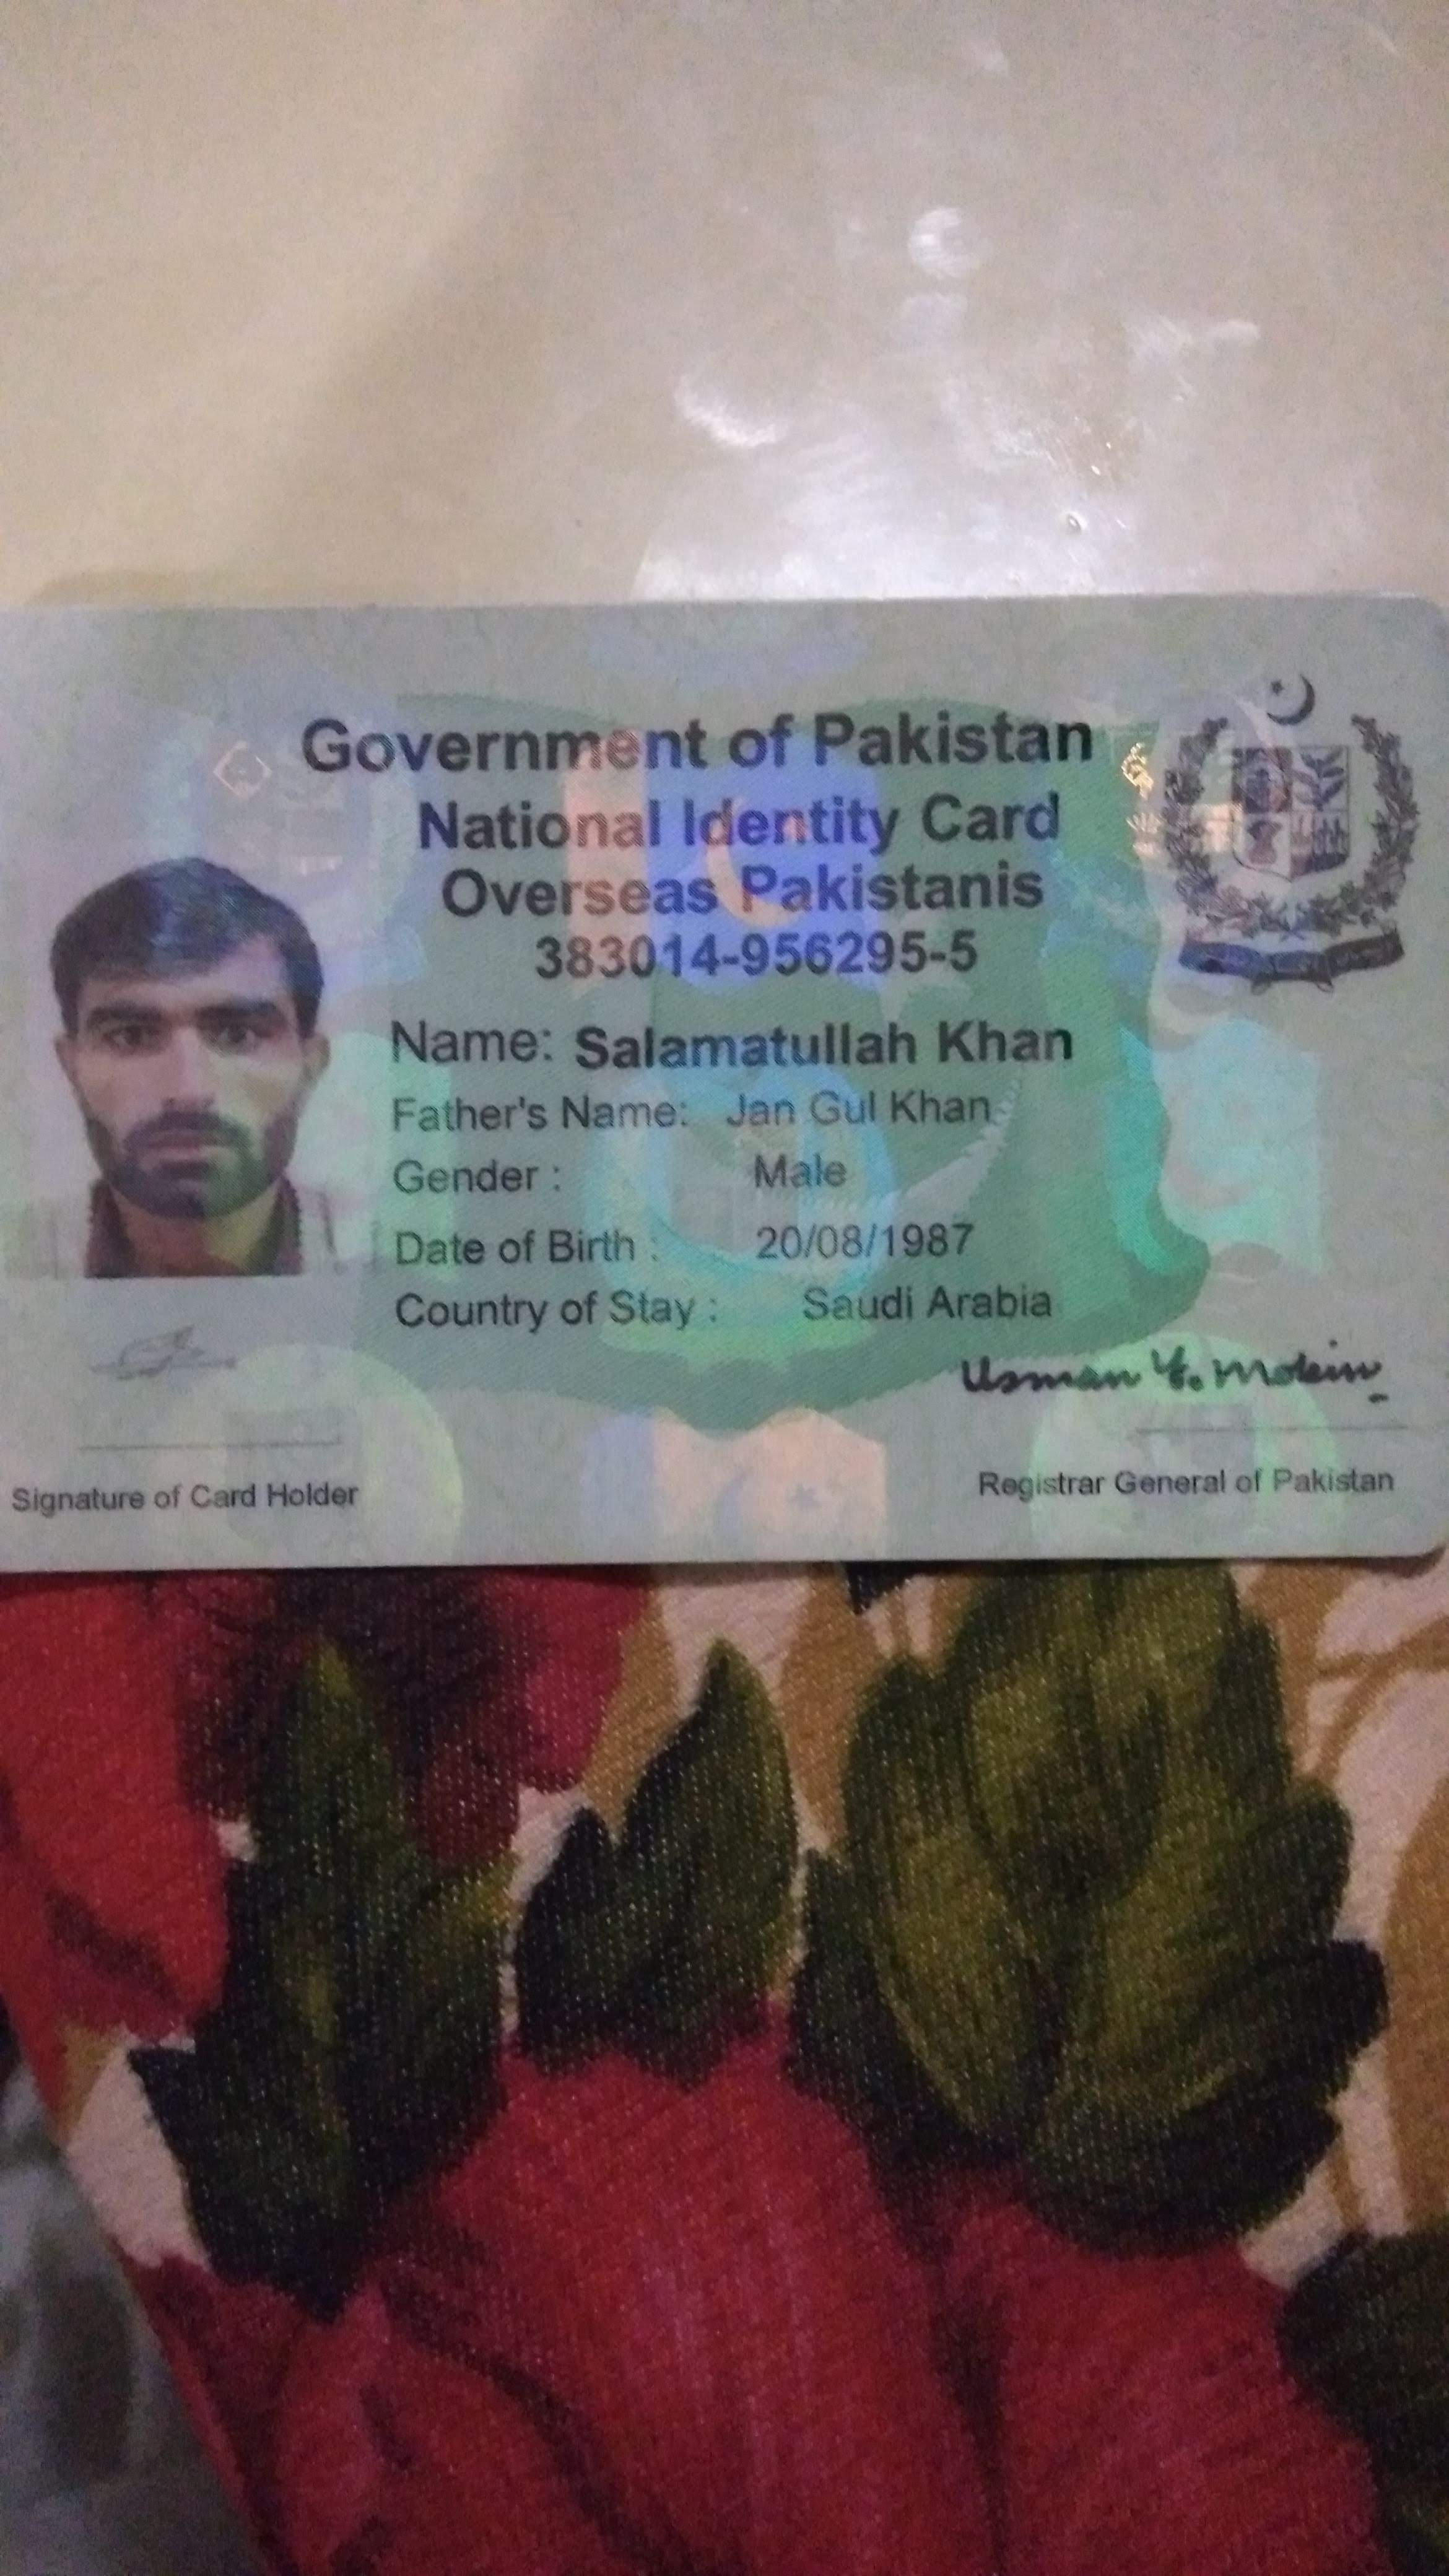 Government of Pakistan
National Identity Card
Overseas Pakistanis
383014-956295-5
Name: Salamatullah Khan
Father's Name: Jan Gul Khan
Gender : Male
Date of Birth : 20/08/1987
Country of Stay : Saudi Arabia
Usman Y. Mobin
Signature of Card Holder
Registrar General of Pakistan